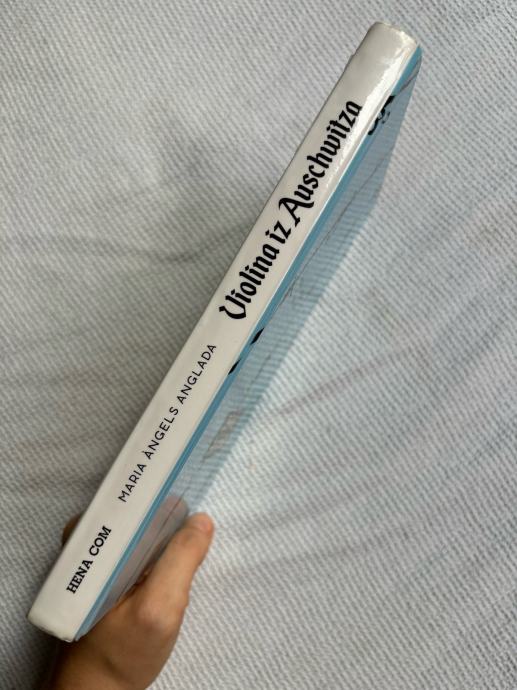 HENA COM
MARIA ÀNGELS ANGLADA
Violina iz Auschwitza